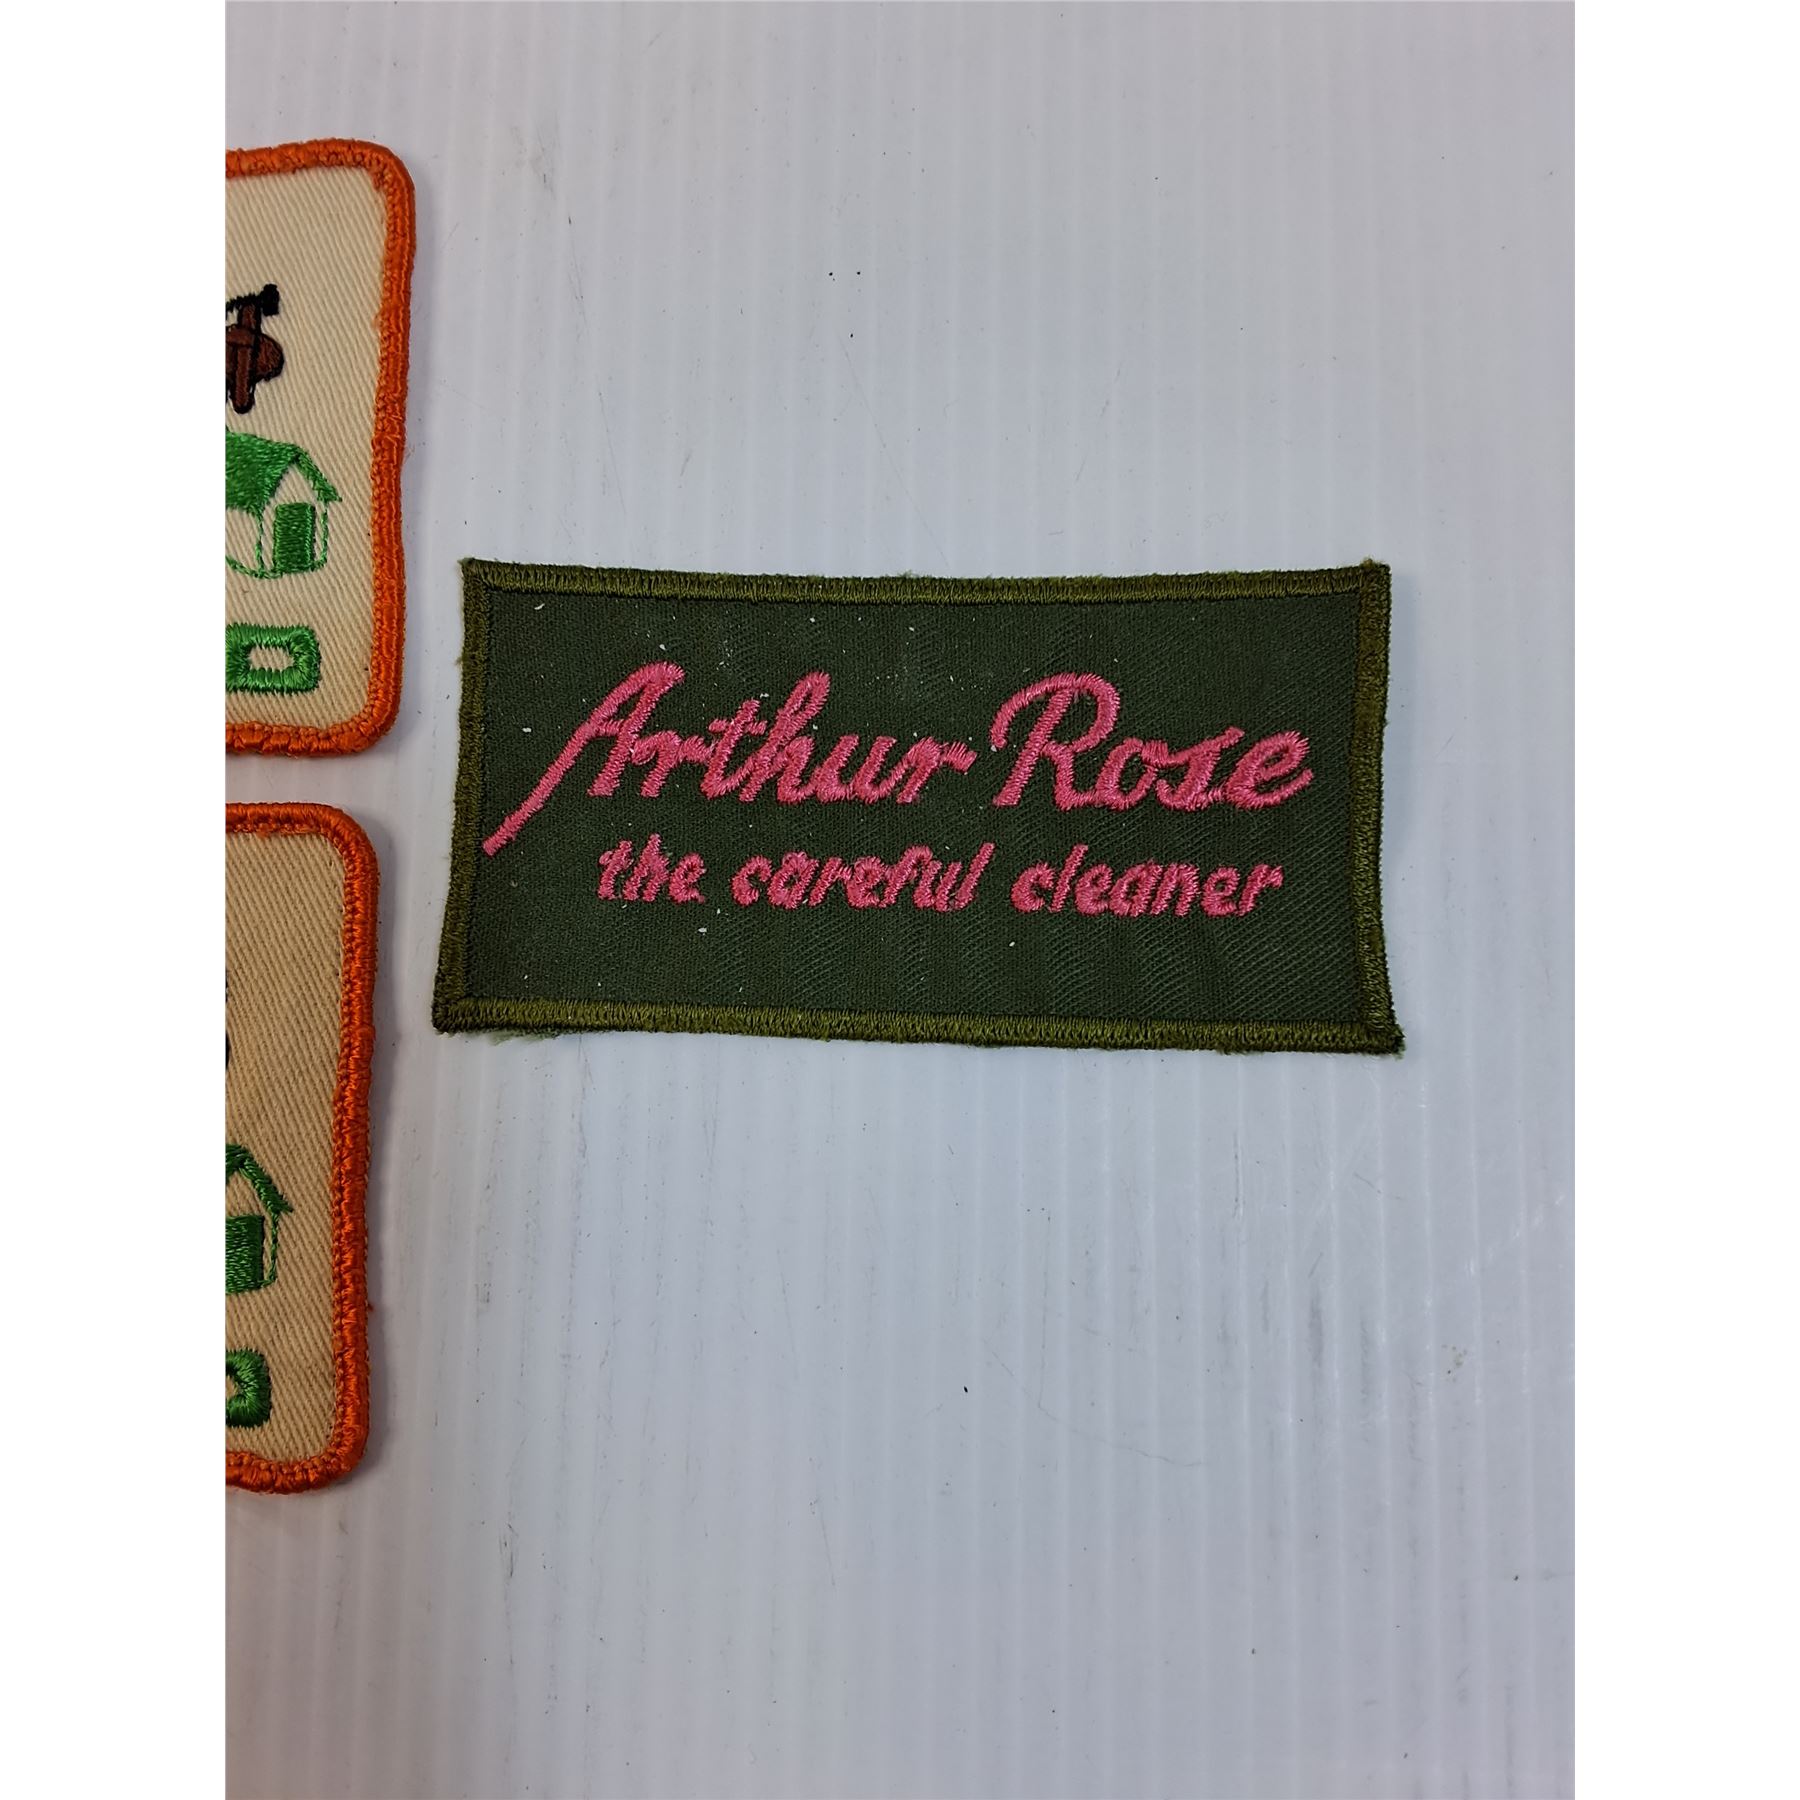 Arthur Rose
the careful cleaner